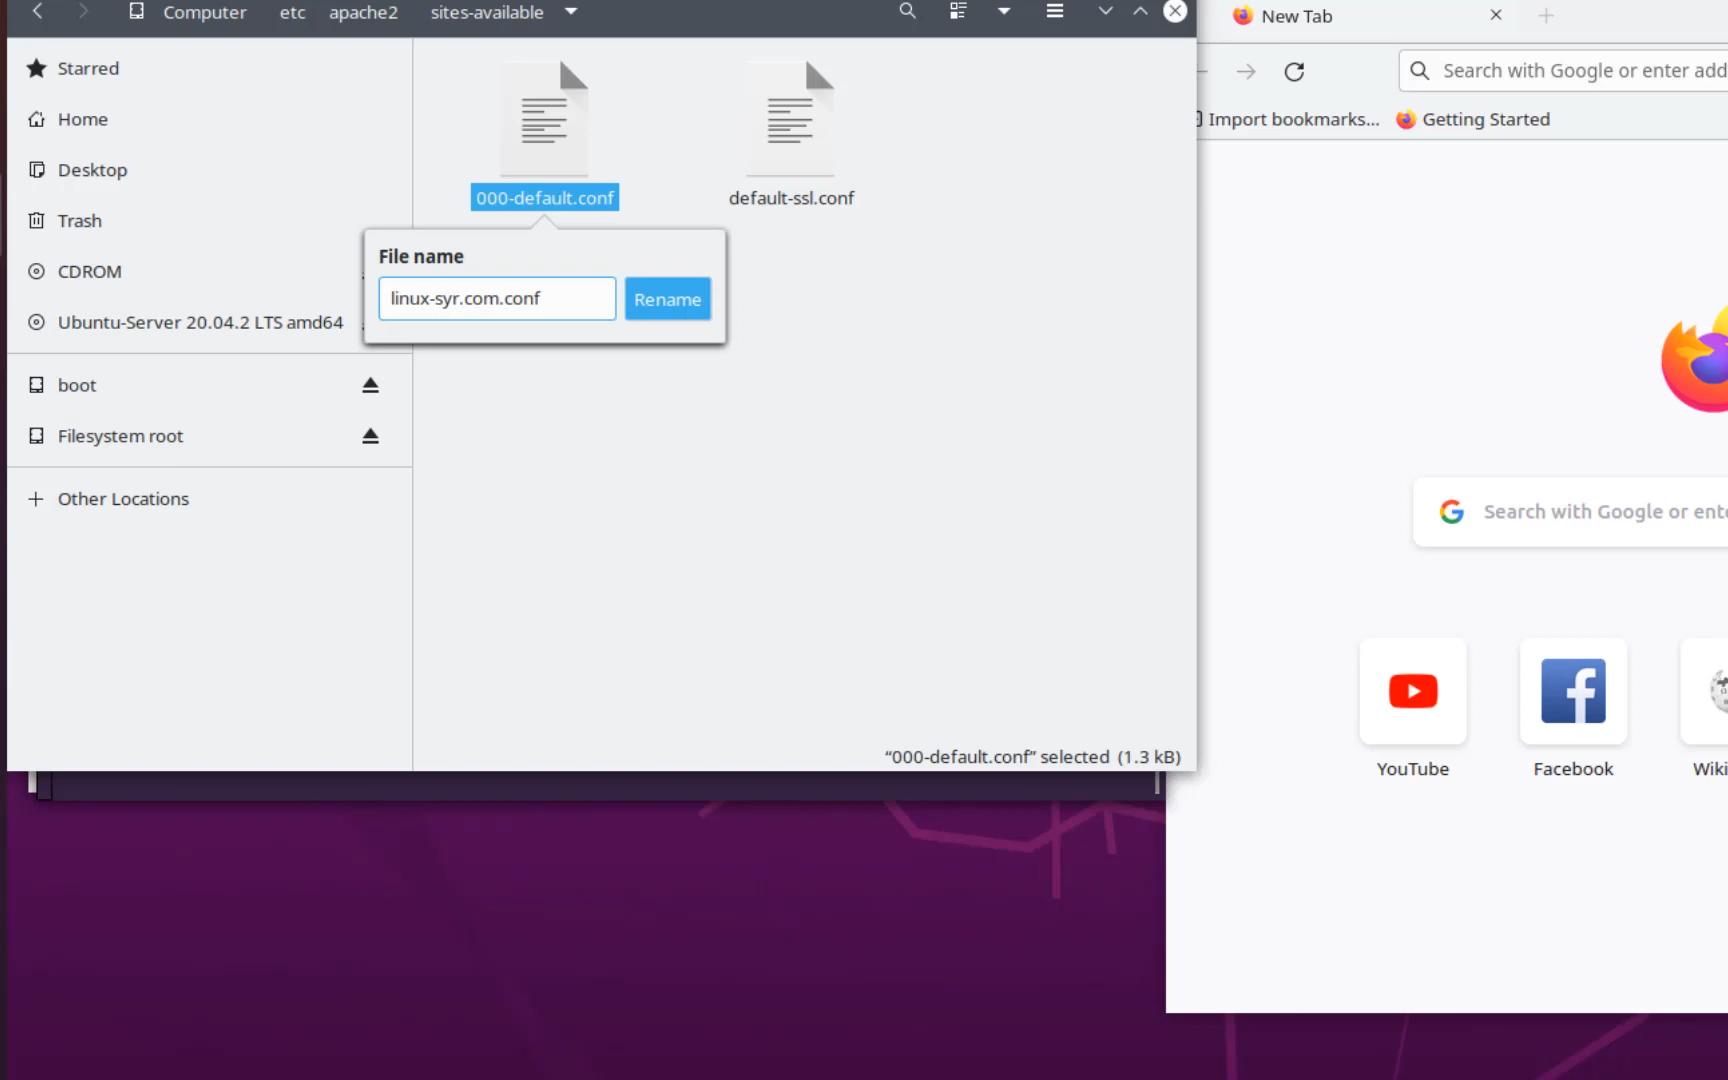 Computer etc apache2 sites-available
Starred
Home
Desktop
Trash
CDROM
Ubuntu-Server 20.04.2 LTS amd64
boot
Filesystem root
Other Locations
000-default.conf
default-ssl.conf
File name
linux-syr.com.conf
Rename
“000-default.conf” selected (1.3 kB)
New Tab
Search with Google or enter add
Import bookmarks...
Getting Started
Search with Google or ente
YouTube
Facebook
Wiki